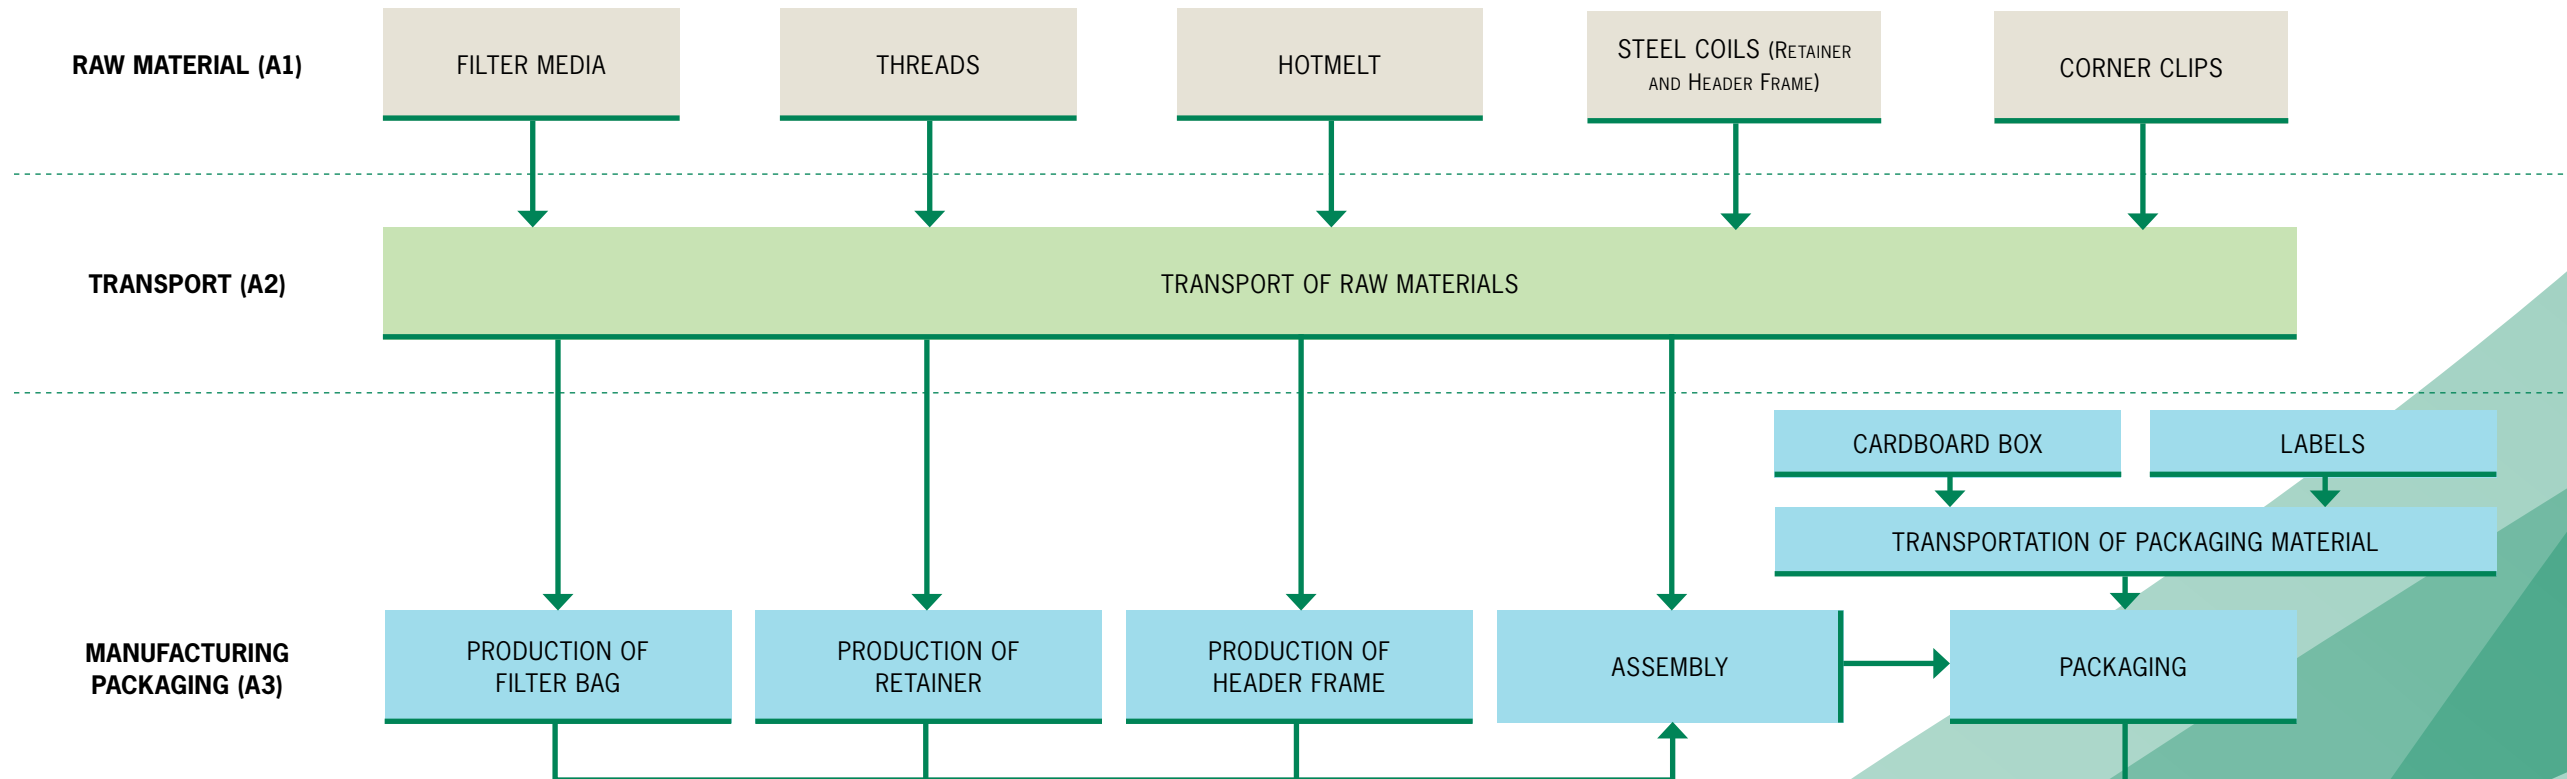 RAW MATERIAL (A1)
FILTER MEDIA
THREADS
HOTMELT
STEEL COILS (RETAINER
AND HEADER FRAME)
CORNER CLIPS
TRANSPORT (A2)
TRANSPORT OF RAW MATERIALS
CARDBOARD BOX
LABELS
TRANSPORTATION OF PACKAGING MATERIAL
MANUFACTURING
PACKAGING (A3)
PRODUCTION OF
FILTER BAG
PRODUCTION OF
RETAINER
PRODUCTION OF
HEADER FRAME
ASSEMBLY
PACKAGING